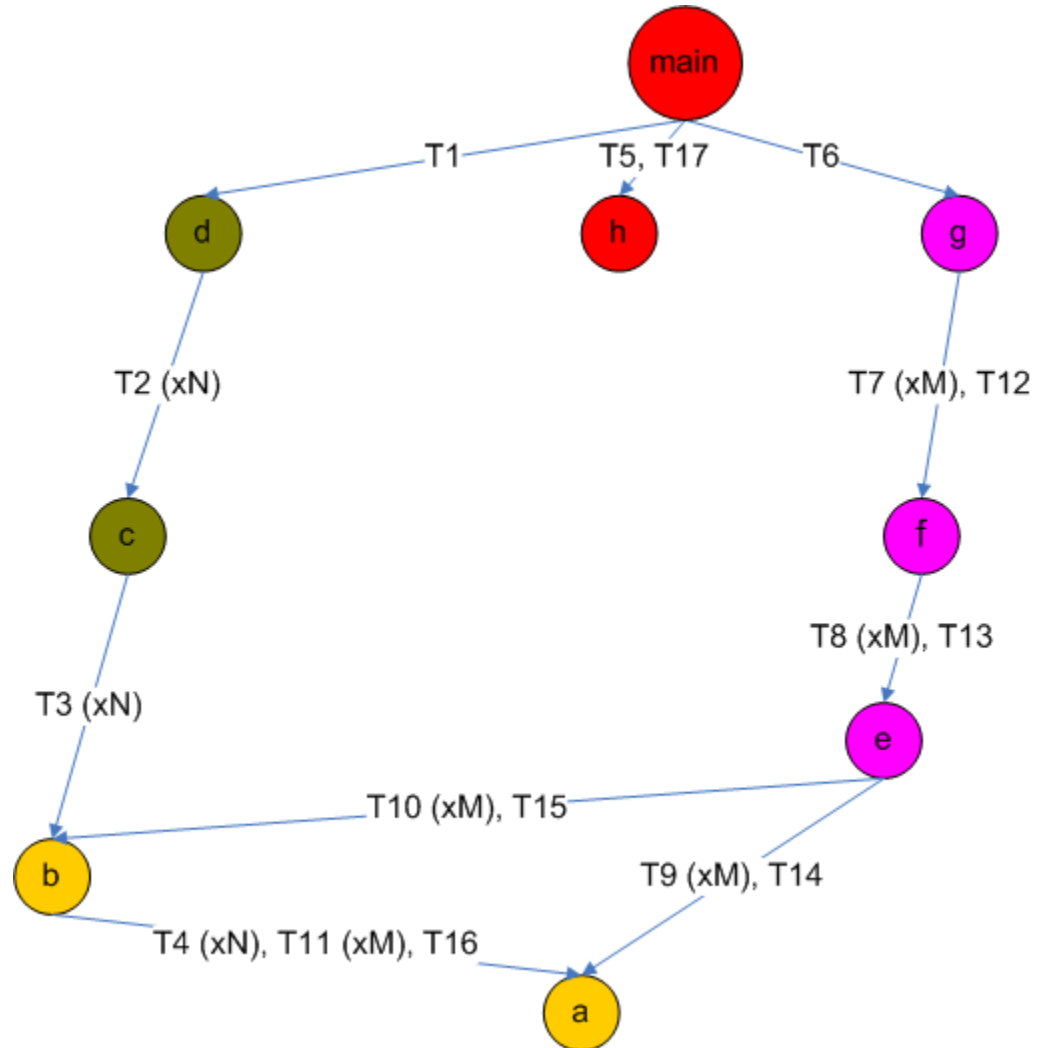 main
T1
T5, T17
T6
d
h
g
T2 (xN)
T7 (xM), T12
c
f
T8 (xM), T13
T3 (xN)
e
T10 (xM), T15
b
T9 (xM), T14
T4 (xN), T11 (xM), T16
a